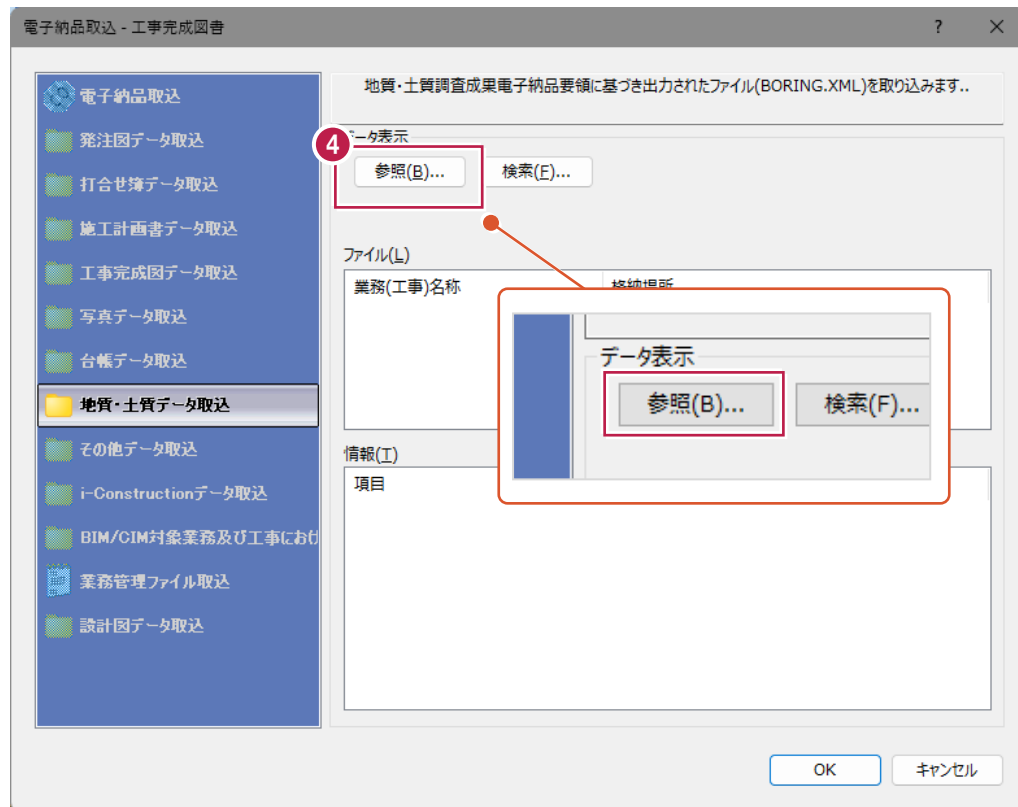 電子納品取込 - 工事完成図書
電子納品取込
発注図データ取込
打合せ簿データ取込
施工計画書データ取込
工事完成図データ取込
写真データ取込
台帳データ取込
地質・土質データ取込
その他データ取込
i-Constructionデータ取込
BIM/CIM対象業務及び工事におけ
業務管理ファイル取込
設計図データ取込
地質・土質調査成果電子納品要領に基づき出力されたファイル(BORING.XML)を取り込みます..
データ表示
4
参照(B)... 検索(F)...
ファイル(L)
業務(工事)名称 格納場所
データ表示
参照(B)... 検索(F)...
情報(T)
項目
OK キャンセル